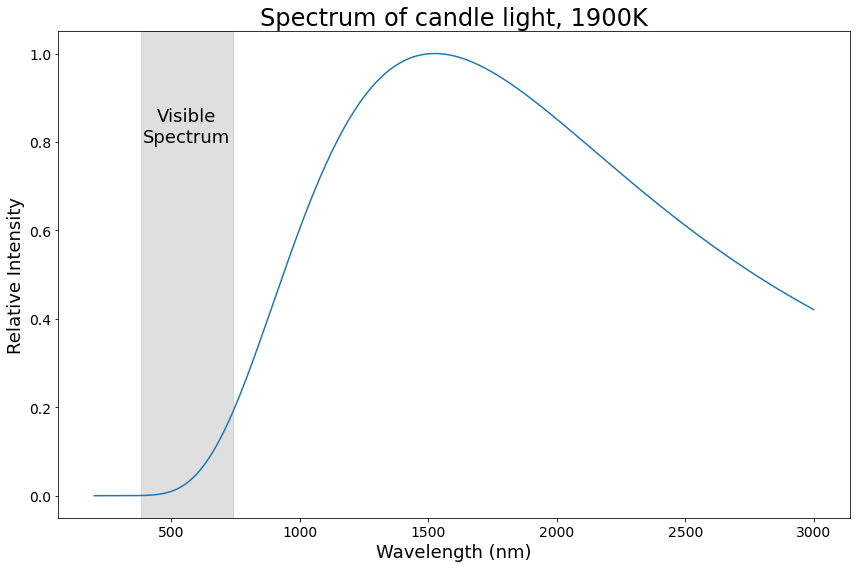 Spectrum of candle light, 1900K
Visible
Spectrum
Relative Intensity
1.0
0.8
0.6
0.4
0.2
0.0
500 1000 1500 2000 2500 3000
Wavelength (nm)